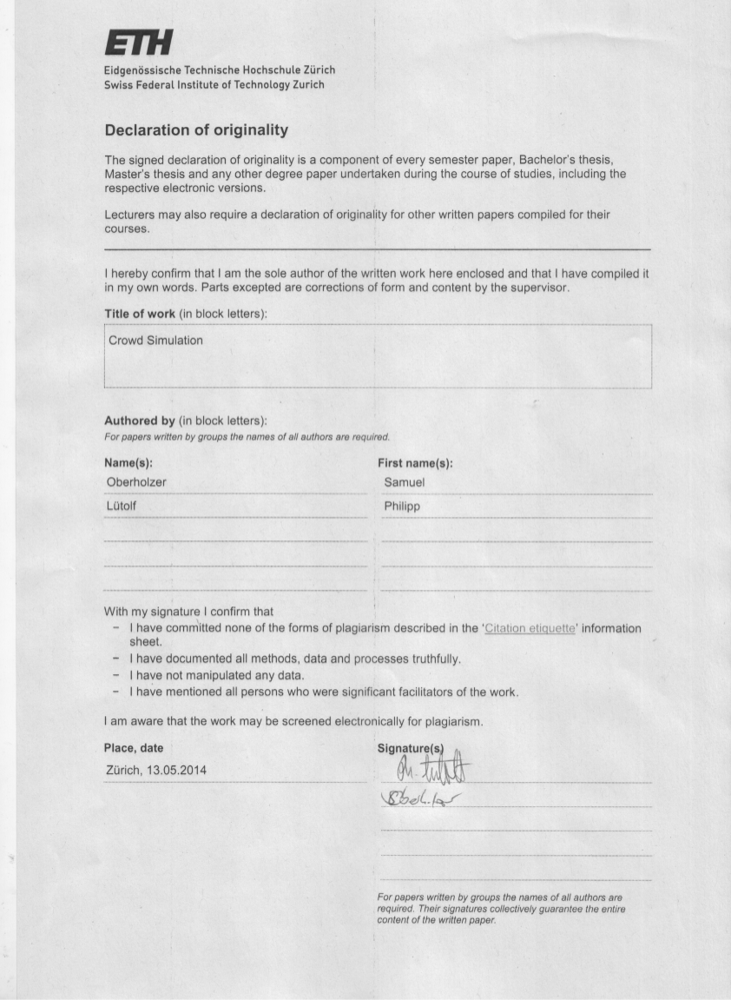 ETH
Eidgenössische Technische Hochschule Zürich
Swiss Federal Institute of Technology Zurich
Declaration of originality
The signed declaration of originality is a component of every semester paper, Bachelor's thesis,
Master's thesis and any other degree paper undertaken during the course of studies, including the
respective electronic versions.
Lecturers may also require a declaration of originality for other written papers compiled for their
courses.
I hereby confirm that I am the sole author of the written work here enclosed and that I have compiled it
in my own words. Parts excepted are corrections of form and content by the supervisor.
Title of work (in block letters):
Crowd Simulation
Authored by (in block letters):
For papers written by groups the names of all authors are required.
Name(s): First name(s):
Oberholzer Samuel
Lütolf Philipp
With my signature I confirm that
– I have committed none of the forms of plagiarism described in the 'Citation etiquette' information
sheet.
– I have documented all methods, data and processes truthfully.
– I have not manipulated any data.
– I have mentioned all persons who were significant facilitators of the work.
I am aware that the work may be screened electronically for plagiarism.
Place, date Signature(s)
Zürich, 13.05.2014
For papers written by groups the names of all authors are
required. Their signatures collectively guarantee the entire
content of the written paper.